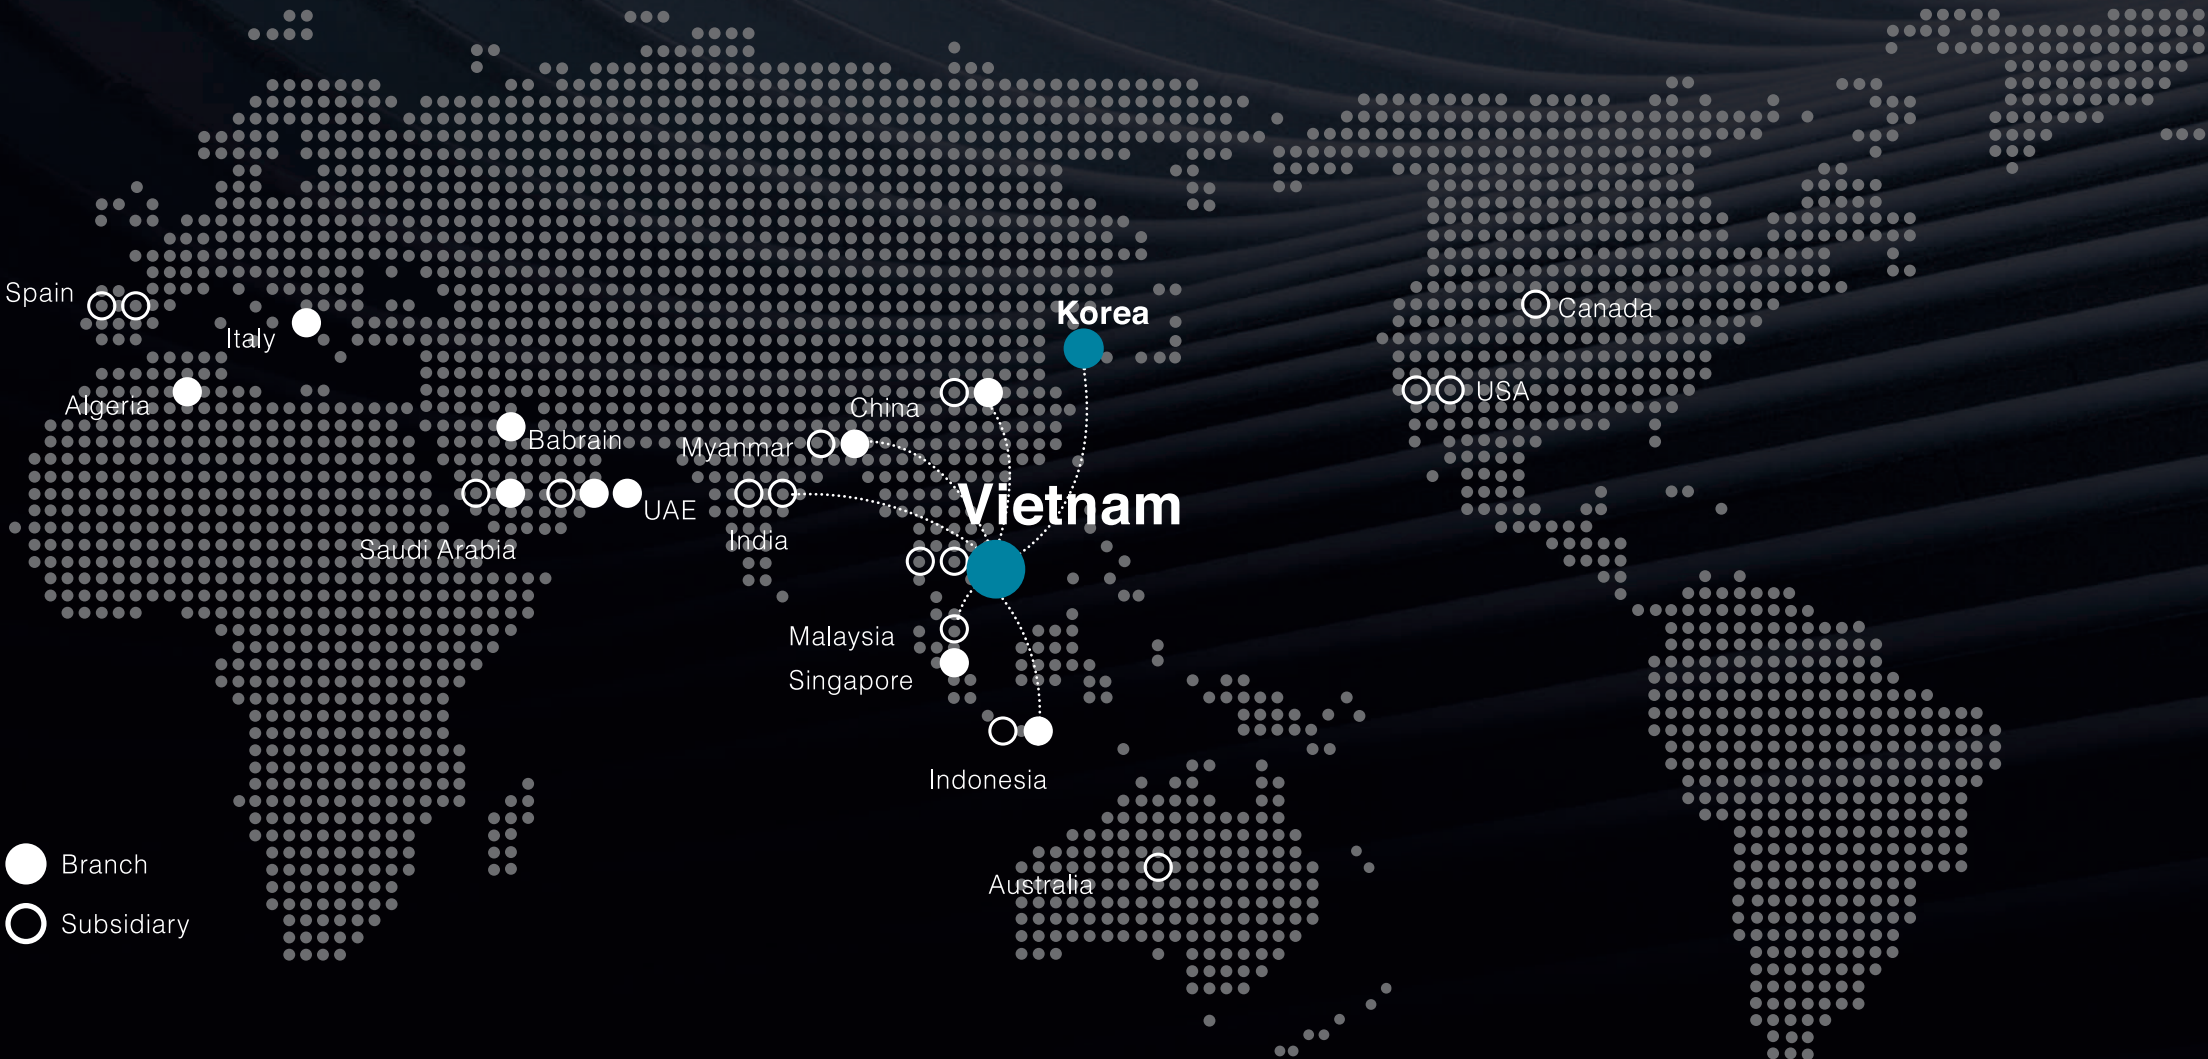 Spain
Italy
Algeria
Babrain
Saudi Arabia
UAE
Myanmar
China
India
Korea
Vietnam
Malaysia
Singapore
Indonesia
Australia
Canada
USA
Branch
Subsidiary